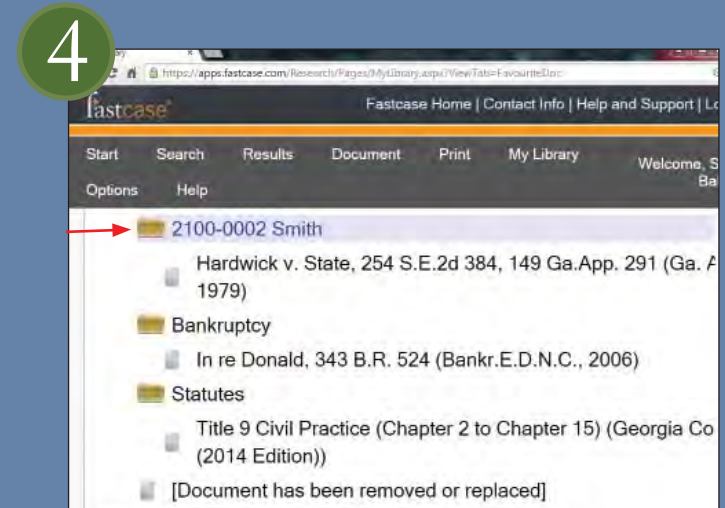 4
https://apps.fastcase.com/Research/Pages/MyLibrary.aspx?ViewTab=FavouriteDoc
fastcase
Fastcase Home | Contact Info | Help and Support | Lo
Start Search Results Document Print My Library
Welcome, S
Options Help
Ba
2100-0002 Smith
Hardwick v. State, 254 S.E.2d 384, 149 Ga.App. 291 (Ga. A
1979)
Bankruptcy
In re Donald, 343 B.R. 524 (Bankr.E.D.N.C., 2006)
Statutes
Title 9 Civil Practice (Chapter 2 to Chapter 15) (Georgia Co
(2014 Edition))
[Document has been removed or replaced]